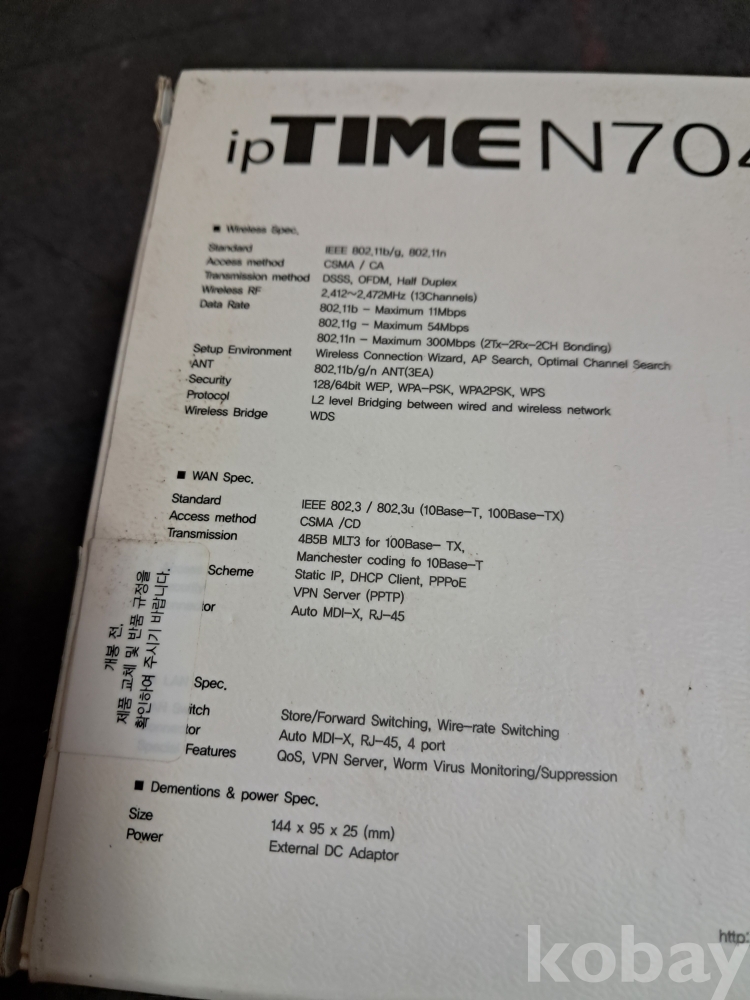 ipTIME N704
■ Wireless Spec.
Standard IEEE 802.11b/g, 802.11n
Access method CSMA / CA
Transmission method DSSS, OFDM, Half Duplex
Wireless RF 2.412~2.472MHz (13Channels)
Data Rate 802.11b - Maximum 11Mbps
802.11g - Maximum 54Mbps
802.11n - Maximum 300Mbps (2Tx-2Rx-2CH Bonding)
Setup Environment Wireless Connection Wizard, AP Search, Optimal Channel Search
ANT 802.11b/g/n ANT(3EA)
Security 128/64bit WEP, WPA-PSK, WPA2PSK, WPS
Protocol L2 level Bridging between wired and wireless network
Wireless Bridge WDS
■ WAN Spec.
Standard IEEE 802.3 / 802.3u (10Base-T, 100Base-TX)
Access method CSMA /CD
Transmission 4B5B MLT3 for 100Base- TX,
Manchester coding fo 10Base-T
Scheme Static IP, DHCP Client, PPPoE
VPN Server (PPTP)
tor Auto MDI-X, RJ-45
Spec.
itch Store/Forward Switching, Wire-rate Switching
tor Auto MDI-X, RJ-45, 4 port
Features QoS, VPN Server, Worm Virus Monitoring/Suppression
■ Dementions & power Spec.
Size 144 x 95 x 25 (mm)
Power External DC Adaptor
개봉 전,
제품 교체 및 반품 규정을
확인하여 주시기 바랍니다.
http:
kobay